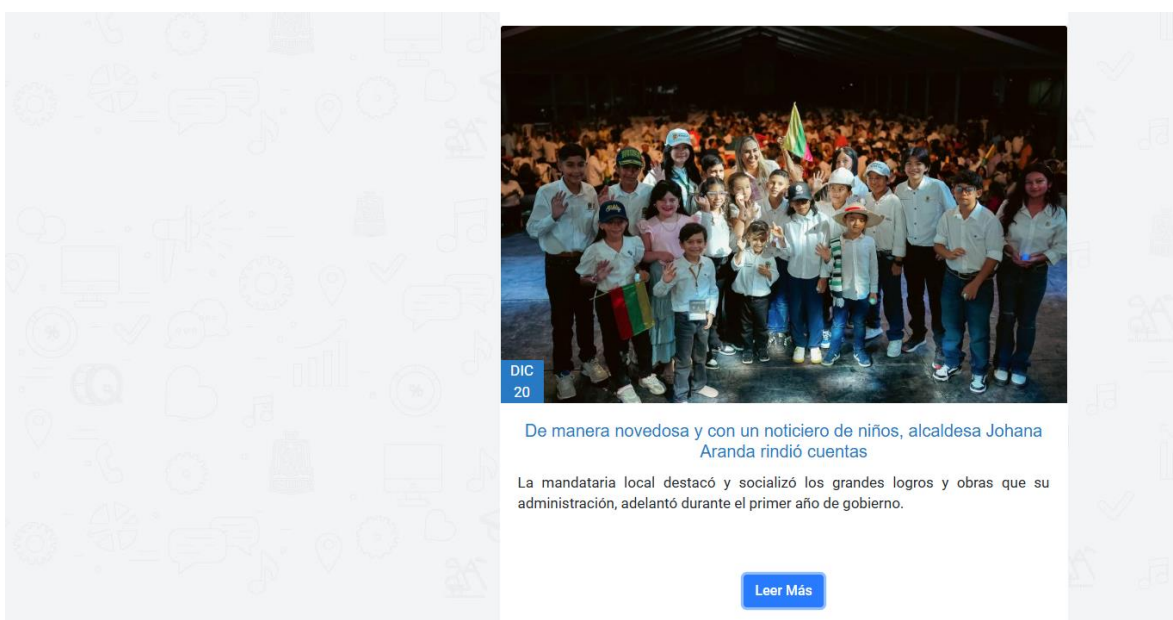 DIC
20
De manera novedosa y con un noticiero de niños, alcaldesa Johana
Aranda rindió cuentas
La mandataria local destacó y socializó los grandes logros y obras que su
administración, adelantó durante el primer año de gobierno.
Leer Más